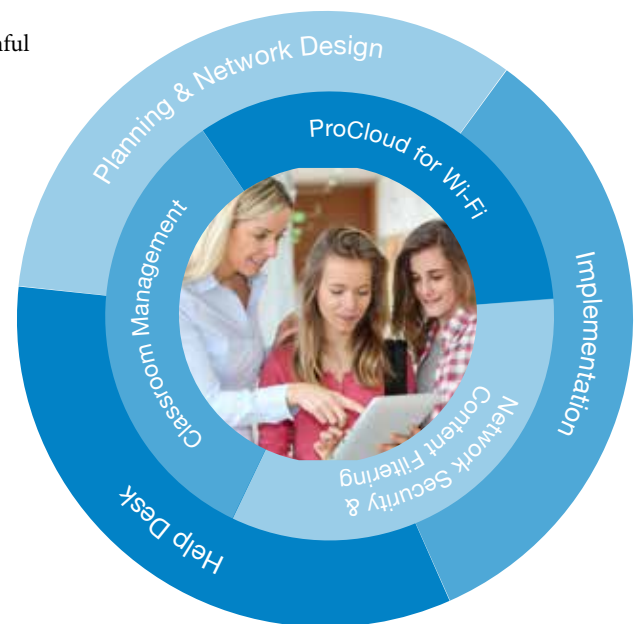 Planning & Network Design
ProCloud for Wi-Fi
Implementation
Classroom Management
Network Security &
Content Filtering
Help Desk